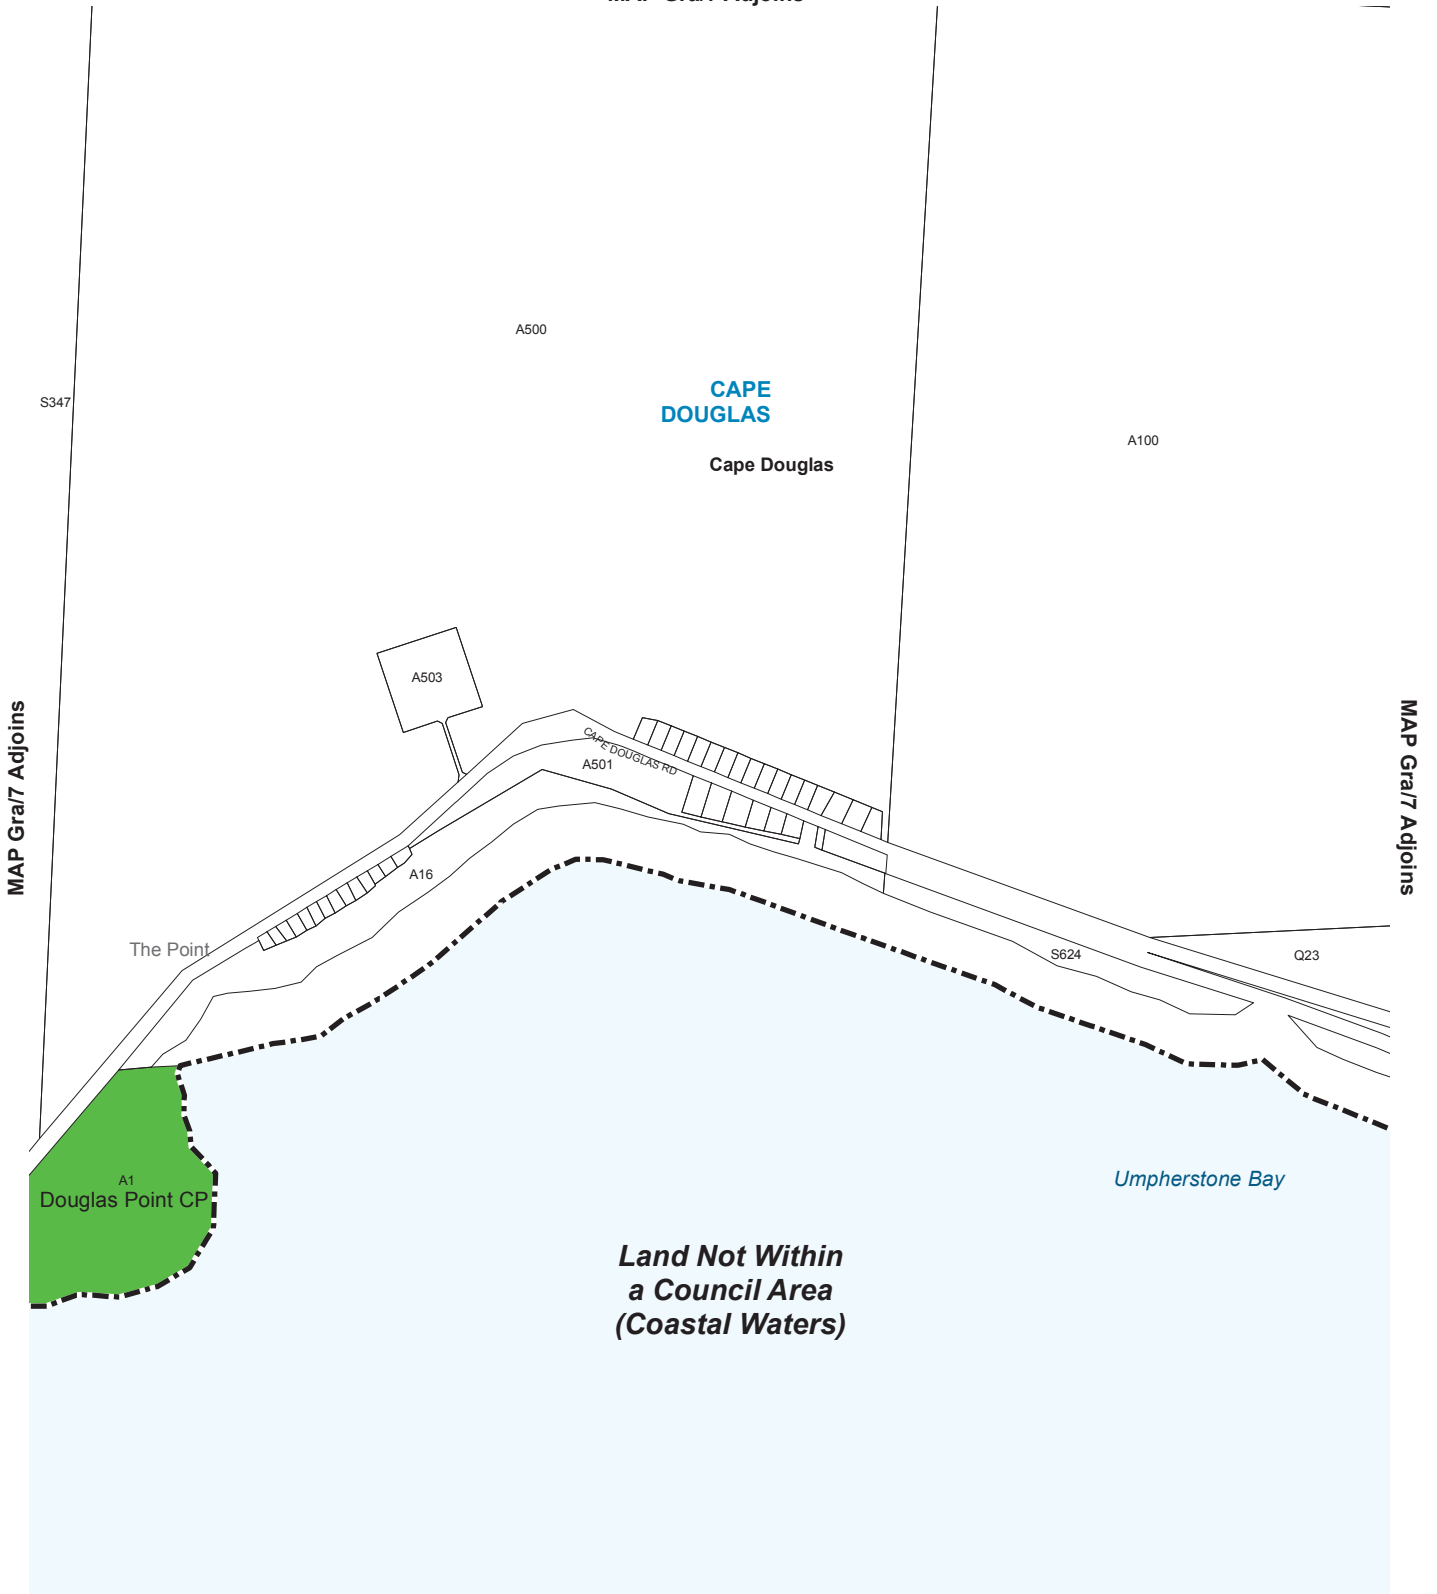 A500
CAPE
DOUGLAS
S347
A100
Cape Douglas
A503
MAP Gra/7 Adjoins
MAP Gra/7 Adjoins
CAPE DOUGLAS RD
A501
A16
The Point
S624
Q23
A1
Douglas Point CP
Umpherstone Bay
Land Not Within
a Council Area
(Coastal Waters)